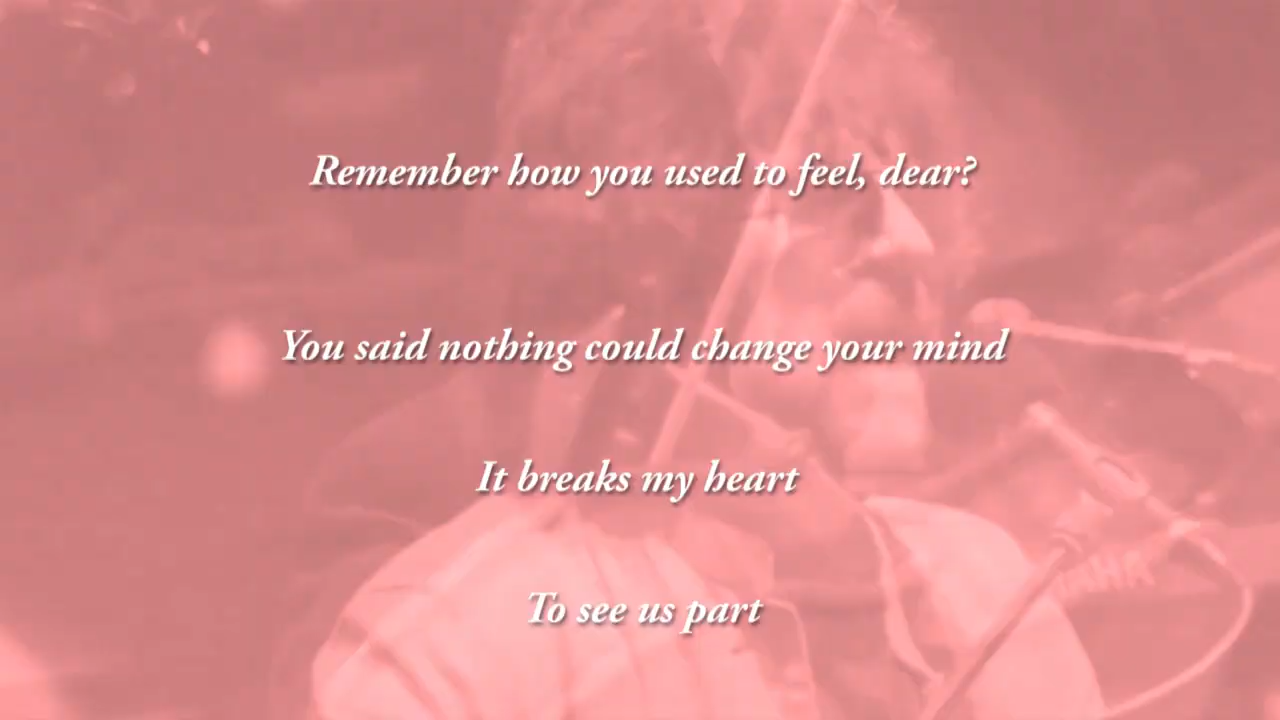 Remember how you used to feel, dear?
You said nothing could change your mind
It breaks my heart
To see us part